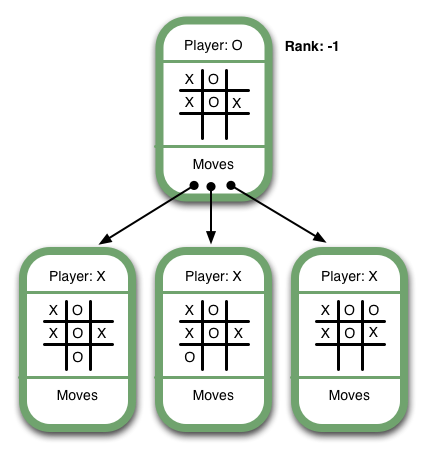 Player: O
Rank: -1
X O
X O X
Moves
Player: X
X O
X O X
O
Moves
Player: X
X O
X O X
O
Moves
Player: X
X O O
X O X
Moves